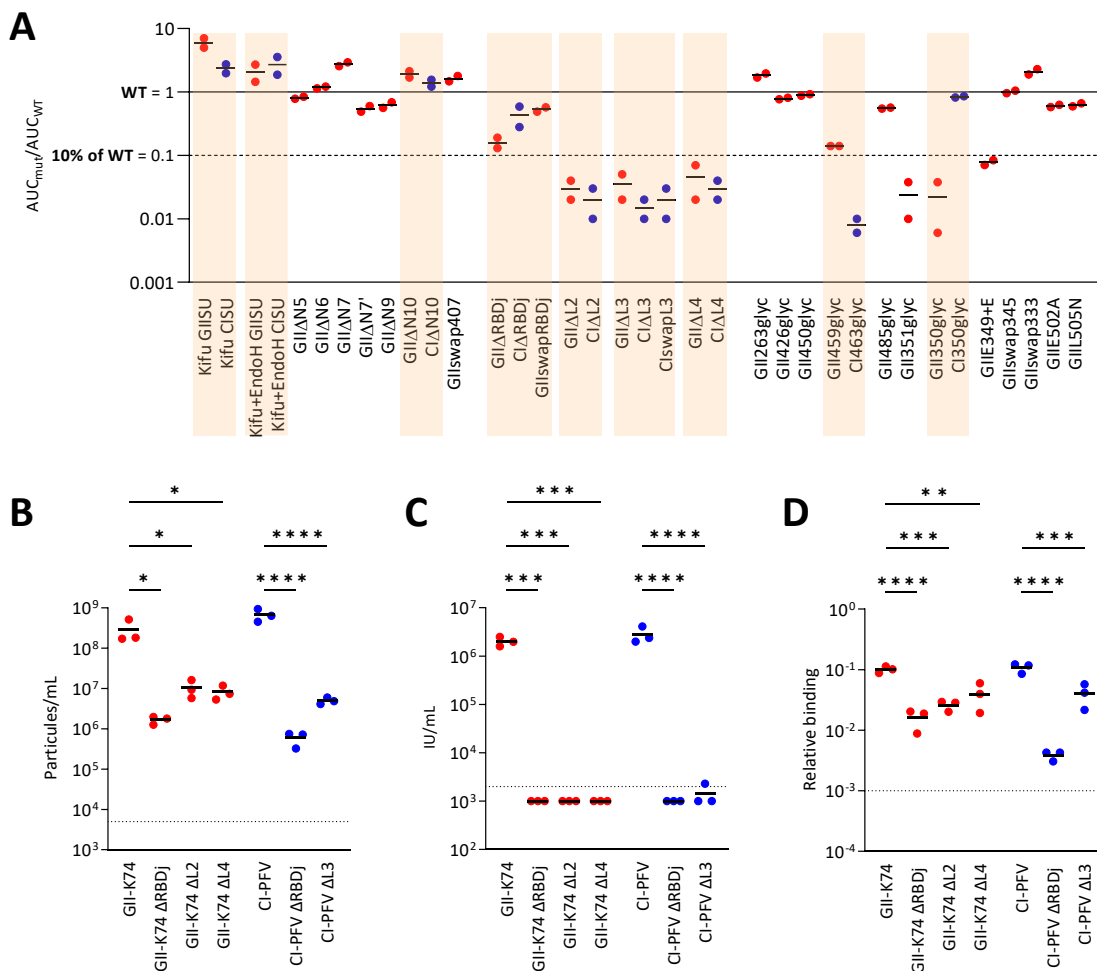 A
AUCmut/AUCWT
10
WT = 1
1
10% of WT = 0.1
0.01
0.001
Kifu GIISU
Kifu CISU
Kifu+EndoH GIISU
Kifu+EndoH CISU
GIIΔN5
GIIΔN6
GIIΔN7
GIIΔN7'
GIIΔN9
GIIΔN10
CIΔN10
GIIswap407
GIIΔRBDj
CIΔRBDj
GIIswapRBDj
GIIΔL2
CIΔL2
GIIΔL3
CIΔL3
CIswapL3
GIIΔL4
CIΔL4
GII263glyc
GII426glyc
GII450glyc
GII459glyc
CI463glyc
GII485glyc
GII351glyc
GII350glyc
CI350glyc
GIIE349+E
GIIswap345
GIIswap333
GIIE502A
GIIL505N
B
*
*
****
*
****
Particules/mL
10⁹
10⁸
10⁷
10⁶
10⁵
10⁴
10³
GII-K74
GII-K74 ΔRBDj
GII-K74 ΔL2
GII-K74 ΔL4
CI-PFV
CI-PFV ΔRBDj
CI-PFV ΔL3
C
***
***
****
***
****
IU/mL
10⁷
10⁶
10⁵
10⁴
10³
10²
GII-K74
GII-K74 ΔRBDj
GII-K74 ΔL2
GII-K74 ΔL4
CI-PFV
CI-PFV ΔRBDj
CI-PFV ΔL3
D
**
***
***
****
****
Relative binding
10⁰
10⁻¹
10⁻²
10⁻³
10⁻⁴
GII-K74
GII-K74 ΔRBDj
GII-K74 ΔL2
GII-K74 ΔL4
CI-PFV
CI-PFV ΔRBDj
CI-PFV ΔL3